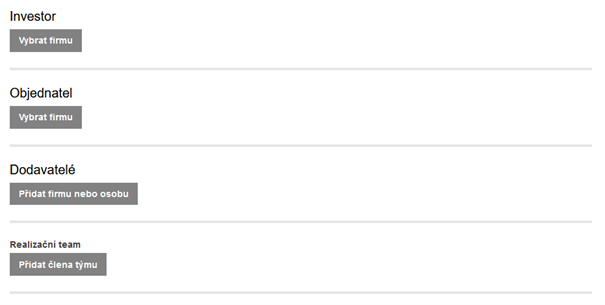 Investor
Vybrat firmu
Objednatel
Vybrat firmu
Dodavatelé
Přidat firmu nebo osobu
Realizační team
Přidat člena týmu